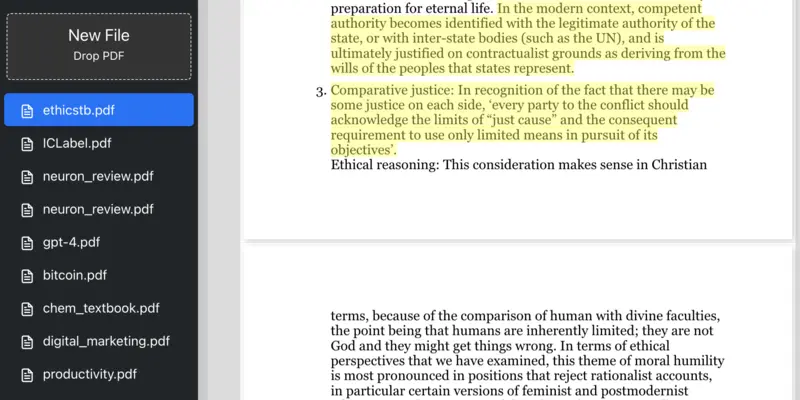 New File
Drop PDF
ethicstb.pdf
ICLabel.pdf
neuron_review.pdf
neuron_review.pdf
gpt-4.pdf
bitcoin.pdf
chem_textbook.pdf
digital_marketing.pdf
productivity.pdf
preparation for eternal life. In the modern context, competent
authority becomes identified with the legitimate authority of the
state, or with inter-state bodies (such as the UN), and is
ultimately justified on contractualist grounds as deriving from the
wills of the peoples that states represent.
3. Comparative justice: In recognition of the fact that there may be
some justice on each side, ‘every party to the conflict should
acknowledge the limits of “just cause” and the consequent
requirement to use only limited means in pursuit of its
objectives’.
Ethical reasoning: This consideration makes sense in Christian
terms, because of the comparison of human with divine faculties,
the point being that humans are inherently limited; they are not
God and they might get things wrong. In terms of ethical
perspectives that we have examined, this theme of moral humility
is most pronounced in positions that reject rationalist accounts,
in particular certain versions of feminist and postmodernist